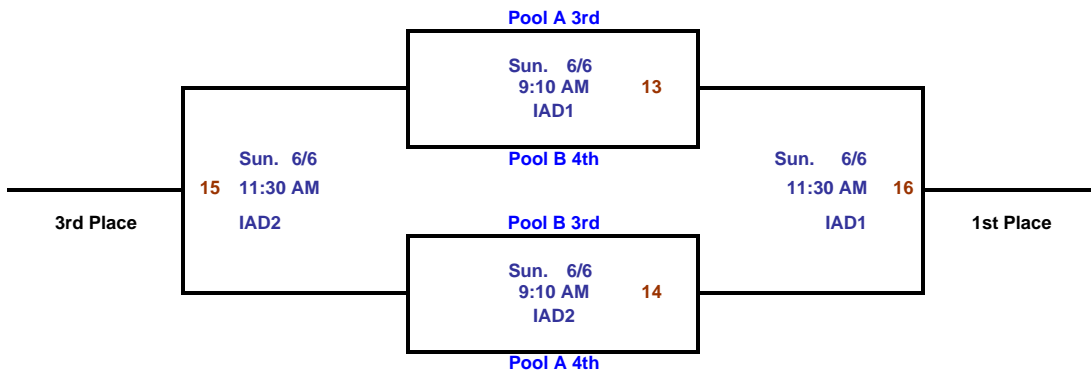 Pool A 3rd
Sun. 6/6
9:10 AM 13
IAD1
Pool B 4th
Sun. 6/6
15 11:30 AM
IAD2
3rd Place
Sun. 6/6
11:30 AM 16
IAD1
1st Place
Pool B 3rd
Sun. 6/6
9:10 AM 14
IAD2
Pool A 4th